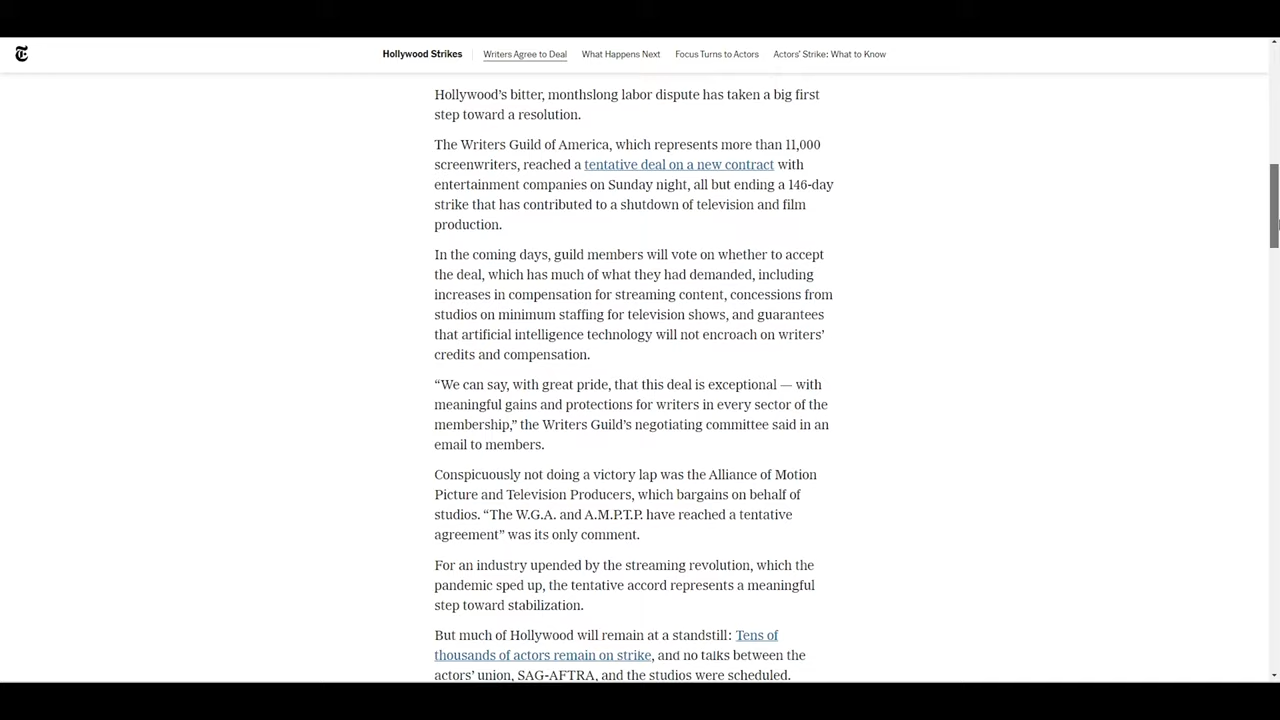 T
Hollywood Strikes
Writers Agree to Deal
What Happens Next
Focus Turns to Actors
Actors’ Strike: What to Know
Hollywood’s bitter, monthslong labor dispute has taken a big first
step toward a resolution.
The Writers Guild of America, which represents more than 11,000
screenwriters, reached a tentative deal on a new contract with
entertainment companies on Sunday night, all but ending a 146-day
strike that has contributed to a shutdown of television and film
production.
In the coming days, guild members will vote on whether to accept
the deal, which has much of what they had demanded, including
increases in compensation for streaming content, concessions from
studios on minimum staffing for television shows, and guarantees
that artificial intelligence technology will not encroach on writers’
credits and compensation.
“We can say, with great pride, that this deal is exceptional — with
meaningful gains and protections for writers in every sector of the
membership,” the Writers Guild’s negotiating committee said in an
email to members.
Conspicuously not doing a victory lap was the Alliance of Motion
Picture and Television Producers, which bargains on behalf of
studios. “The W.G.A. and A.M.P.T.P. have reached a tentative
agreement” was its only comment.
For an industry upended by the streaming revolution, which the
pandemic sped up, the tentative accord represents a meaningful
step toward stabilization.
But much of Hollywood will remain at a standstill: Tens of
thousands of actors remain on strike, and no talks between the
actors’ union, SAG-AFTRA, and the studios were scheduled.